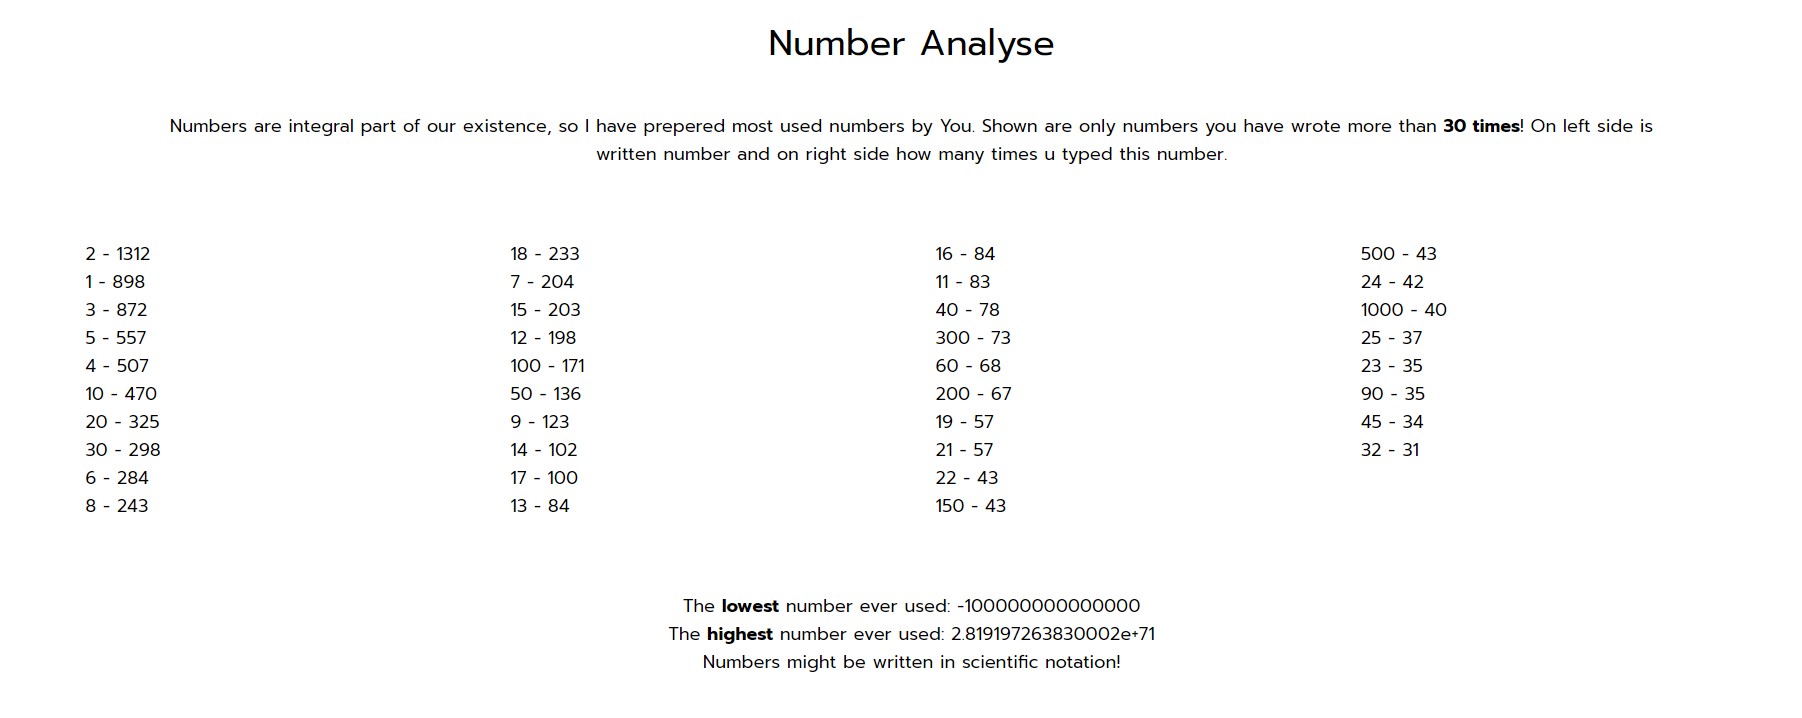 Number Analyse
Numbers are integral part of our existence, so I have prepered most used numbers by You. Shown are only numbers you have wrote more than 30 times! On left side is
written number and on right side how many times u typed this number.
2 - 1312
1 - 898
3 - 872
5 - 557
4 - 507
10 - 470
20 - 325
30 - 298
6 - 284
8 - 243
18 - 233
7 - 204
15 - 203
12 - 198
100 - 171
50 - 136
9 - 123
14 - 102
17 - 100
13 - 84
16 - 84
11 - 83
40 - 78
300 - 73
60 - 68
200 - 67
19 - 57
21 - 57
22 - 43
150 - 43
500 - 43
24 - 42
1000 - 40
25 - 37
23 - 35
90 - 35
45 - 34
32 - 31
The lowest number ever used: -100000000000000
The highest number ever used: 2.819197263830002e+71
Numbers might be written in scientific notation!